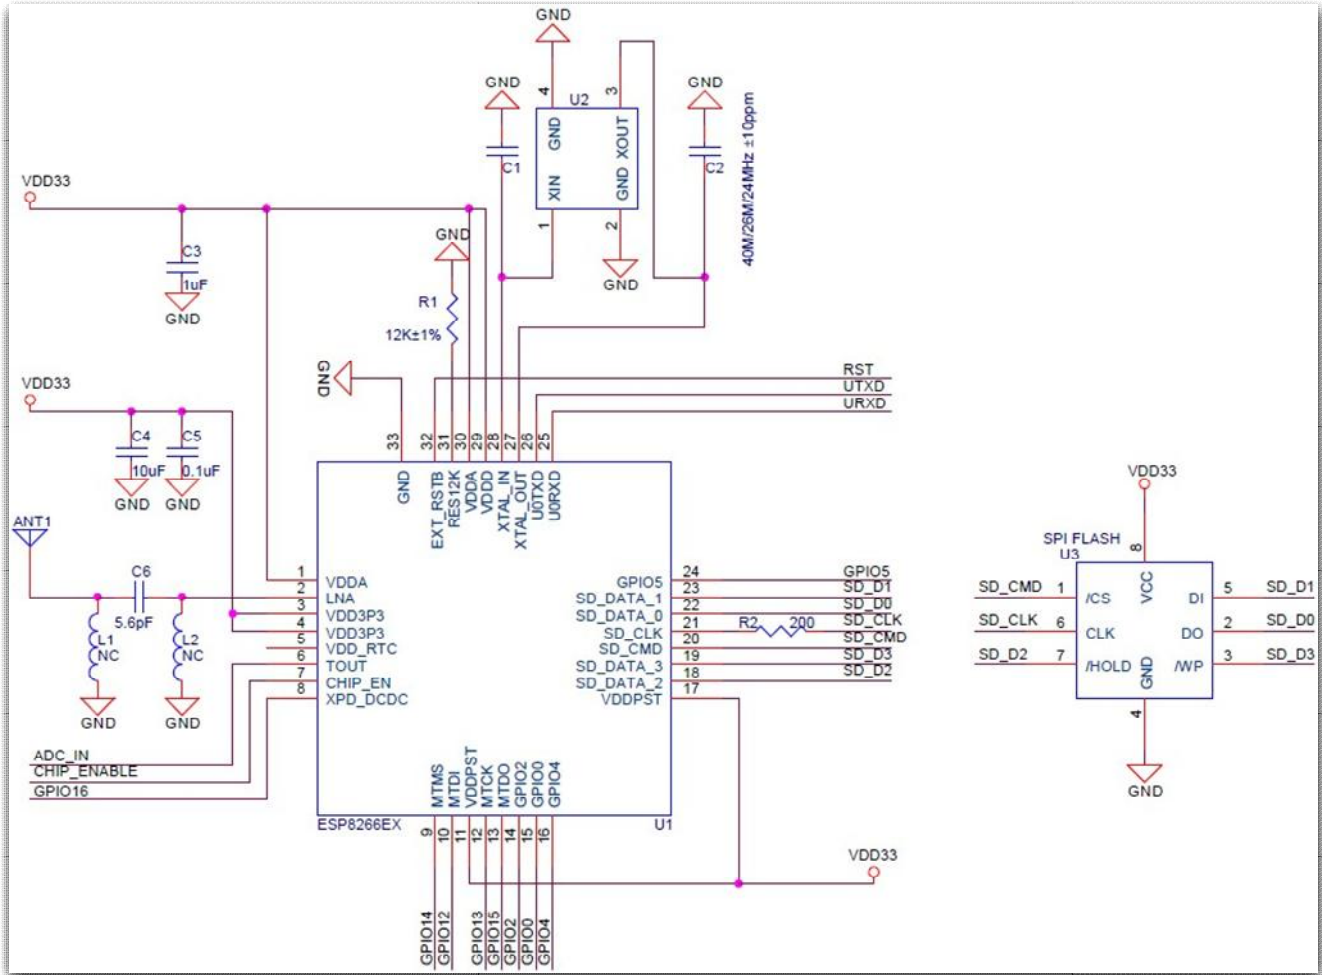 GND
GND
4
U2
3
GND
GND
XOUT
C1
XIN
GND
C2
40M/26M/24MHz ±10ppm
1
2
GND
VDD33
C3
1uF
GND
GND
R1
12K±1%
GND
RST
UTXD
URXD
VDD33
C4
10uF
GND
C5
0.1uF
GND
33
32
31
30
29
28
27
26
25
GND
EXT_RSTB
RES12K
VDDA
VDDD
XTAL_IN
XTAL_OUT
U0TXD
U0RXD
ANT1
C6
5.6pF
L1
NC
GND
L2
NC
GND
1 VDDA
2 LNA
3 VDD3P3
4 VDD3P3
5 VDD_RTC
6 TOUT
7 CHIP_EN
8 XPD_DCDC
ADC_IN
CHIP_ENABLE
GPIO16
GPIO5 24 GPIO5
SD_DATA_1 23 SD_D1
SD_DATA_0 22 SD_D0
SD_CLK 21 R2 200 SD_CLK
SD_CMD 20 SD_CMD
SD_DATA_3 19 SD_D3
SD_DATA_2 18 SD_D2
VDDPST 17
MTMS
MTDI
VDDPST
MTCK
MTDO
GPIO2
GPIO0
GPIO4
ESP8266EX
U1
9
10
11
12
13
14
15
16
GPIO14
GPIO12
GPIO13
GPIO15
GPIO2
GPIO0
GPIO4
VDD33
VDD33
SPI FLASH
U3
8
VCC
SD_CMD 1 /CS
DI 5 SD_D1
SD_CLK 6 CLK
DO 2 SD_D0
SD_D2 7 /HOLD
/WP 3 SD_D3
GND
4
GND